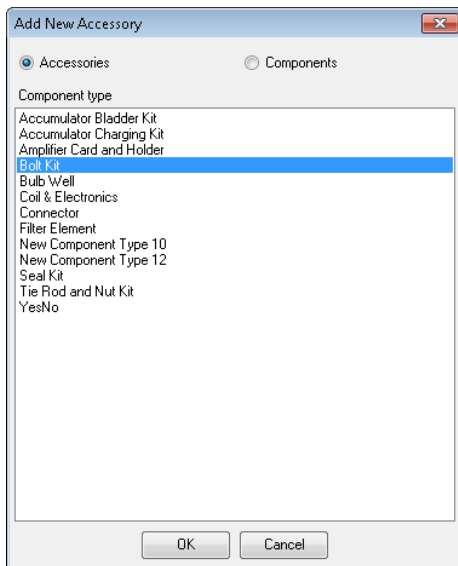 Add New Accessory
Accessories Components
Component type
Accumulator Bladder Kit
Accumulator Charging Kit
Amplifier Card and Holder
Bolt Kit
Bulb Well
Coil & Electronics
Connector
Filter Element
New Component Type 10
New Component Type 12
Seal Kit
Tie Rod and Nut Kit
YesNo
OK Cancel